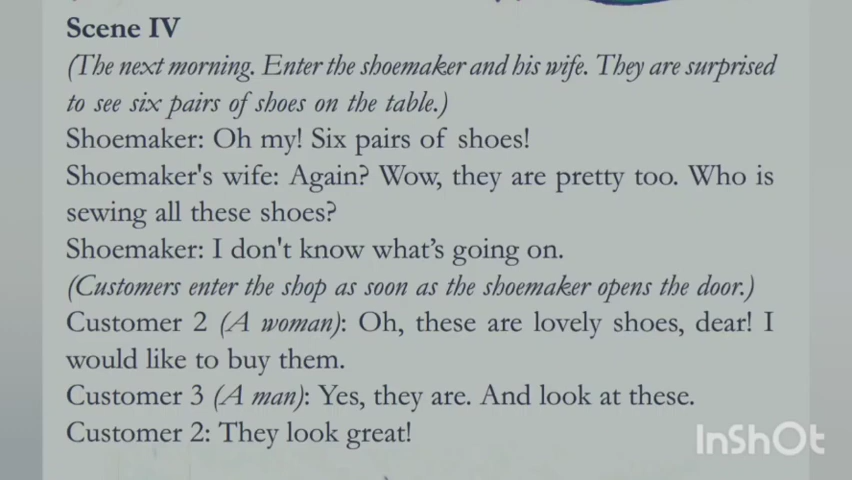 Scene IV
(The next morning. Enter the shoemaker and his wife. They are surprised
to see six pairs of shoes on the table.)
Shoemaker: Oh my! Six pairs of shoes!
Shoemaker's wife: Again? Wow, they are pretty too. Who is
sewing all these shoes?
Shoemaker: I don't know what’s going on.
(Customers enter the shop as soon as the shoemaker opens the door.)
Customer 2 (A woman): Oh, these are lovely shoes, dear! I
would like to buy them.
Customer 3 (A man): Yes, they are. And look at these.
Customer 2: They look great!
InShOt